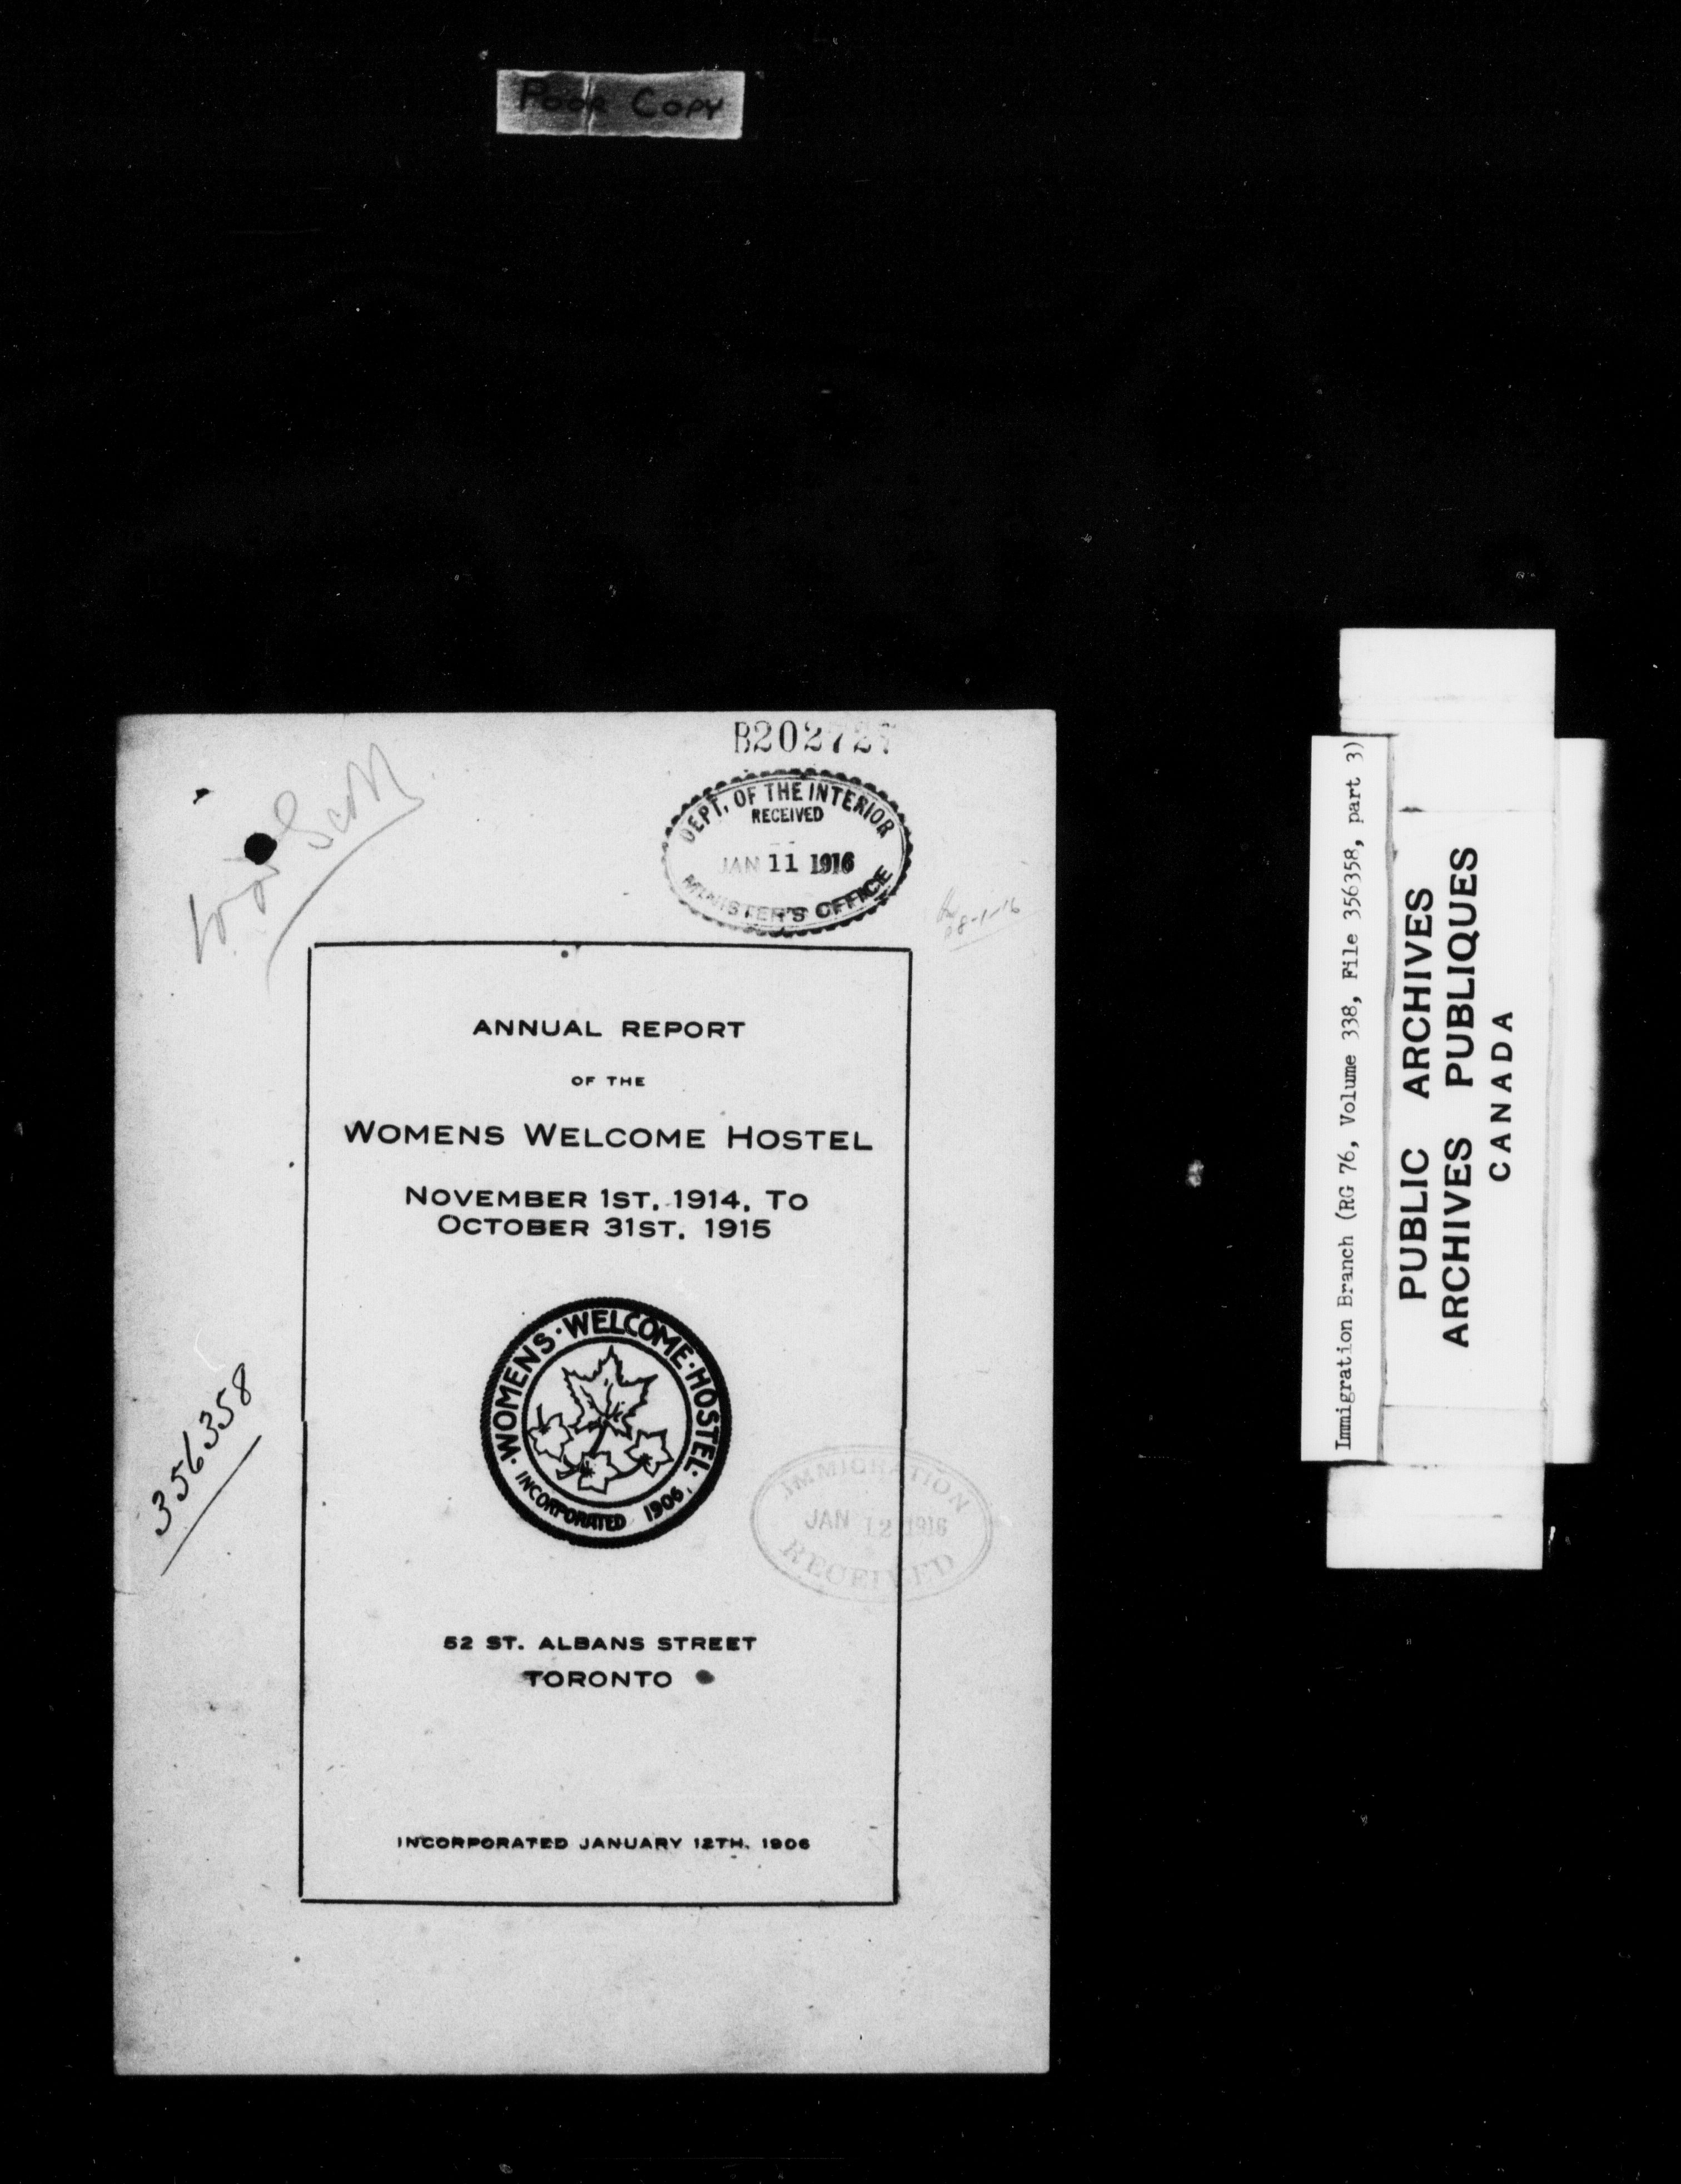 Poor Copy
B202727
DEPT. OF THE INTERIOR
RECEIVED
JAN 11 1916
MINISTER'S OFFICE
8-1-16
ANNUAL REPORT
OF THE
WOMENS WELCOME HOSTEL
NOVEMBER 1ST, 1914, TO
OCTOBER 31ST, 1915
WOMENS·WELCOME·HOSTEL
INCORPORATED 1906
356358
IMMIGRATION
JAN 12 1916
RECEIVED
52 ST. ALBANS STREET
TORONTO
INCORPORATED JANUARY 12TH, 1906
Immigration Branch (RG 76, Volume 338, File 356358, part 3)
PUBLIC ARCHIVES
ARCHIVES PUBLIQUES
CANADA